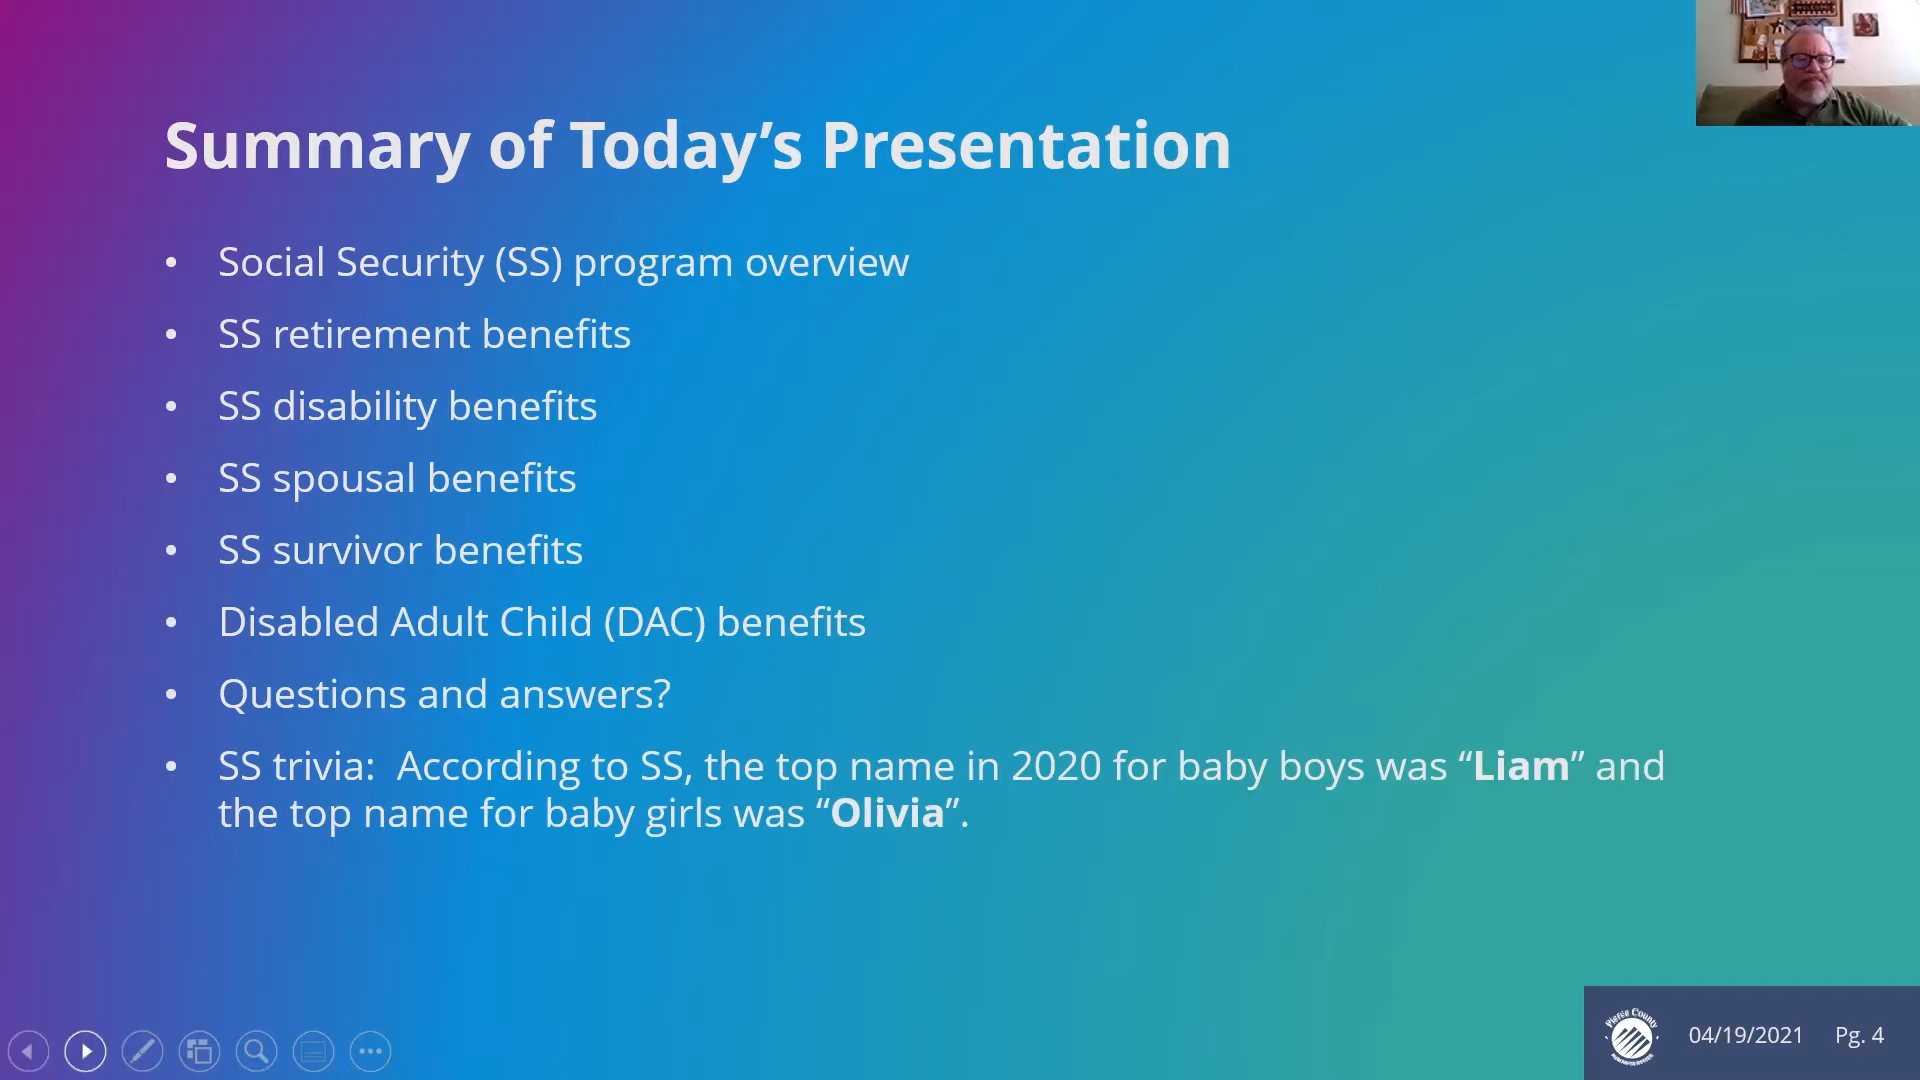 Summary of Today’s Presentation
• Social Security (SS) program overview
• SS retirement benefits
• SS disability benefits
• SS spousal benefits
• SS survivor benefits
• Disabled Adult Child (DAC) benefits
• Questions and answers?
• SS trivia:  According to SS, the top name in 2020 for baby boys was “Liam” and
the top name for baby girls was “Olivia”.
Pierce County
04/19/2021 Pg. 4